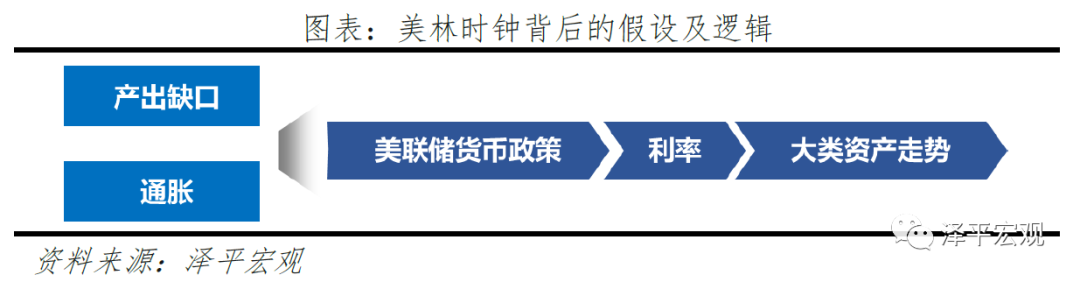 图表：美林时钟背后的假设及逻辑
产出缺口
通胀
美联储货币政策
利率
大类资产走势
泽平宏观
资料来源：泽平宏观